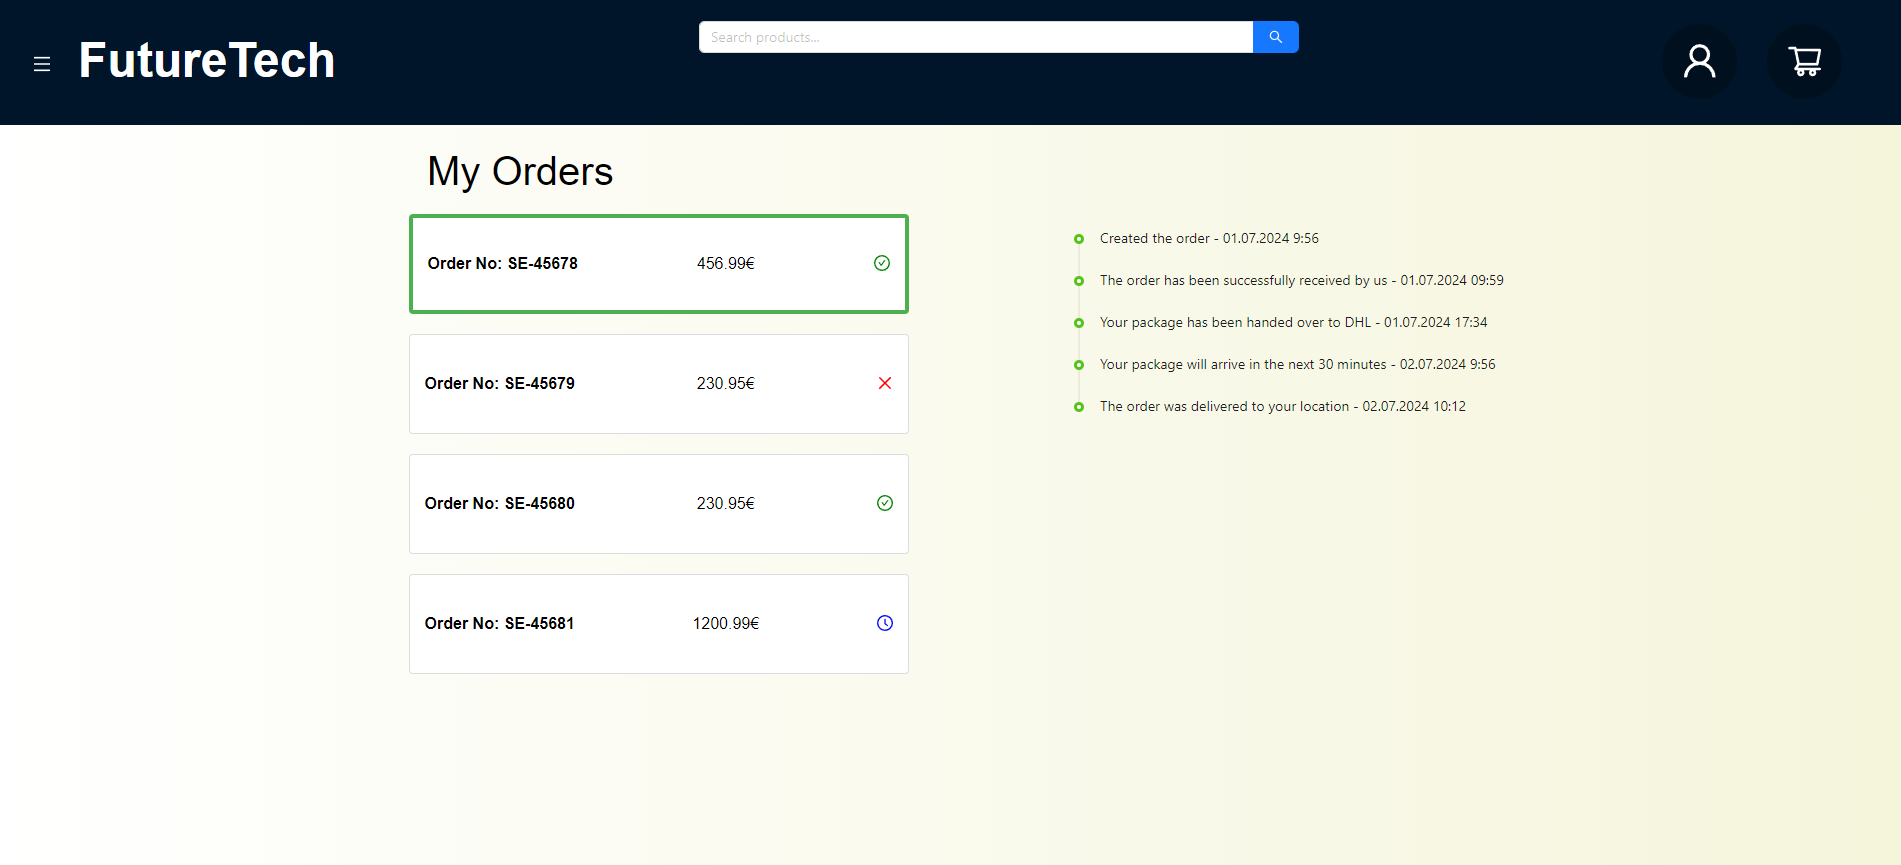 FutureTech
Search products...
My Orders
Order No: SE-45678 456.99€
Order No: SE-45679 230.95€
Order No: SE-45680 230.95€
Order No: SE-45681 1200.99€
Created the order - 01.07.2024 9:56
The order has been successfully received by us - 01.07.2024 09:59
Your package has been handed over to DHL - 01.07.2024 17:34
Your package will arrive in the next 30 minutes - 02.07.2024 9:56
The order was delivered to your location - 02.07.2024 10:12